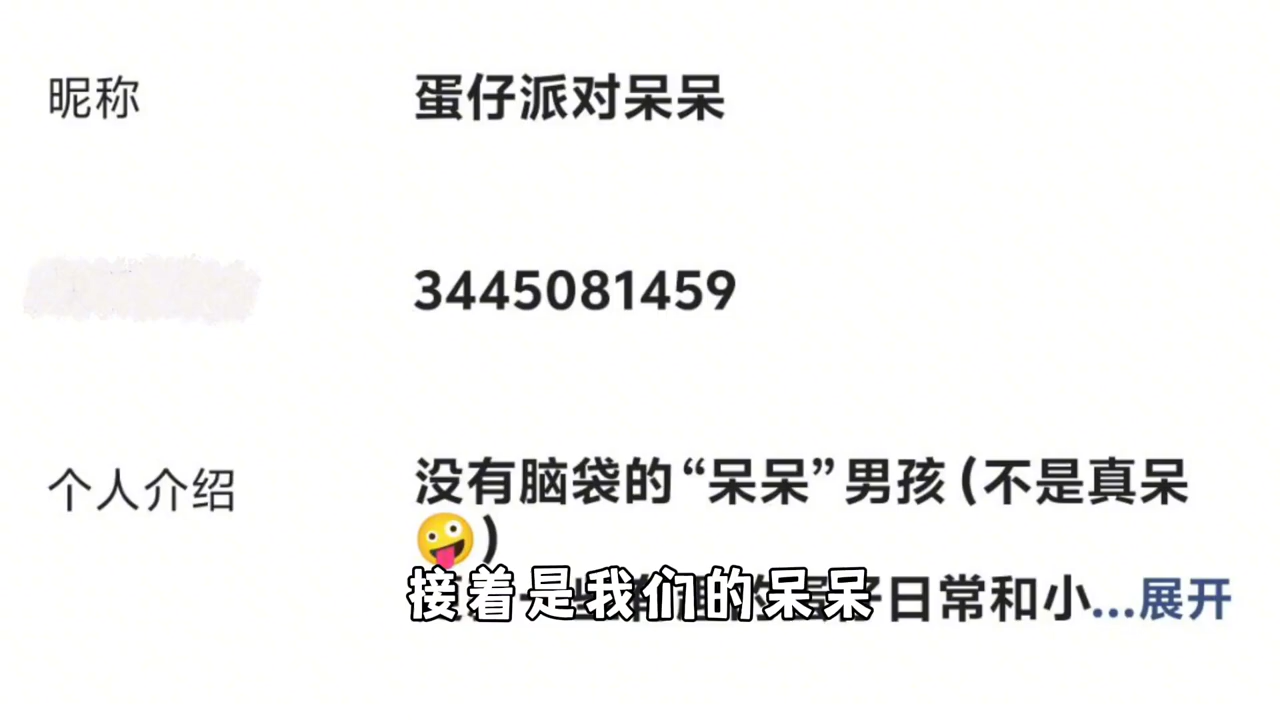 昵称
蛋仔派对呆呆
3445081459
个人介绍
没有脑袋的“呆呆”男孩(不是真呆
🤪)
日常和小...展开
接着是我们的呆呆